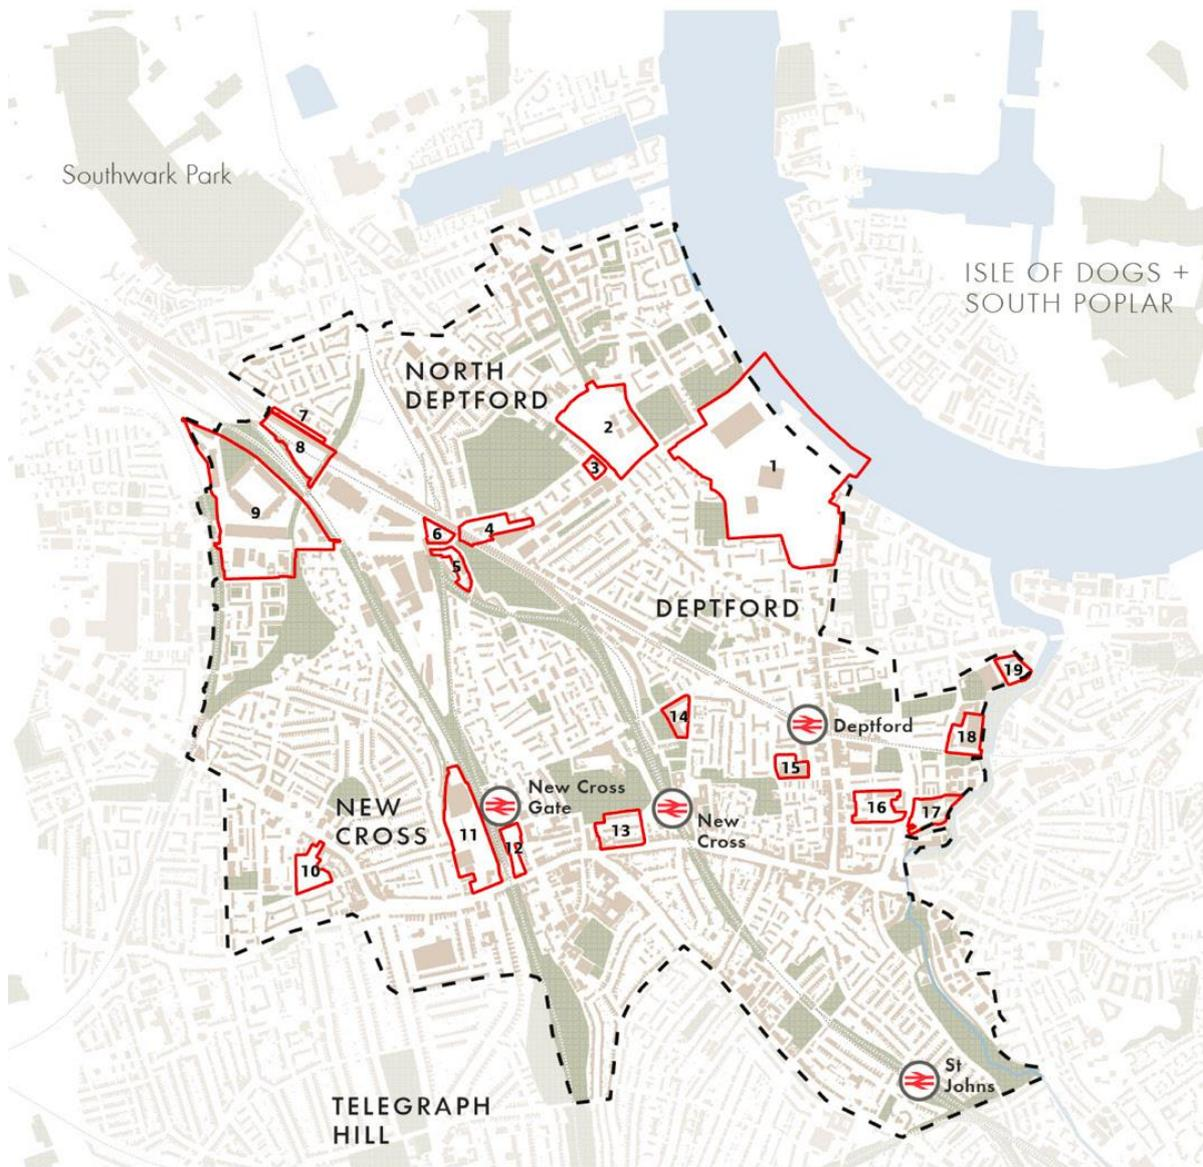 Southwark Park
ISLE OF DOGS +
SOUTH POPLAR
NORTH
DEPTFORD
7
8
2
3
1
9
6
4
5
DEPTFORD
19
14
Deptford
18
15
New Cross
Gate
NEW
CROSS
11
12
13
New
Cross
16
17
10
St
Johns
TELEGRAPH
HILL